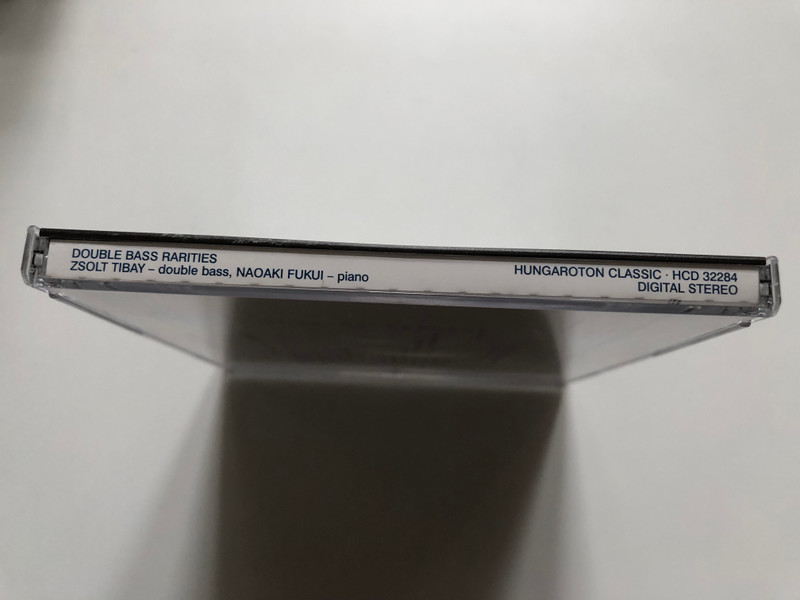 DOUBLE BASS RARITIES
ZSOLT TIBAY – double bass, NAOAKI FUKUI – piano
HUNGAROTON CLASSIC · HCD 32284
DIGITAL STEREO